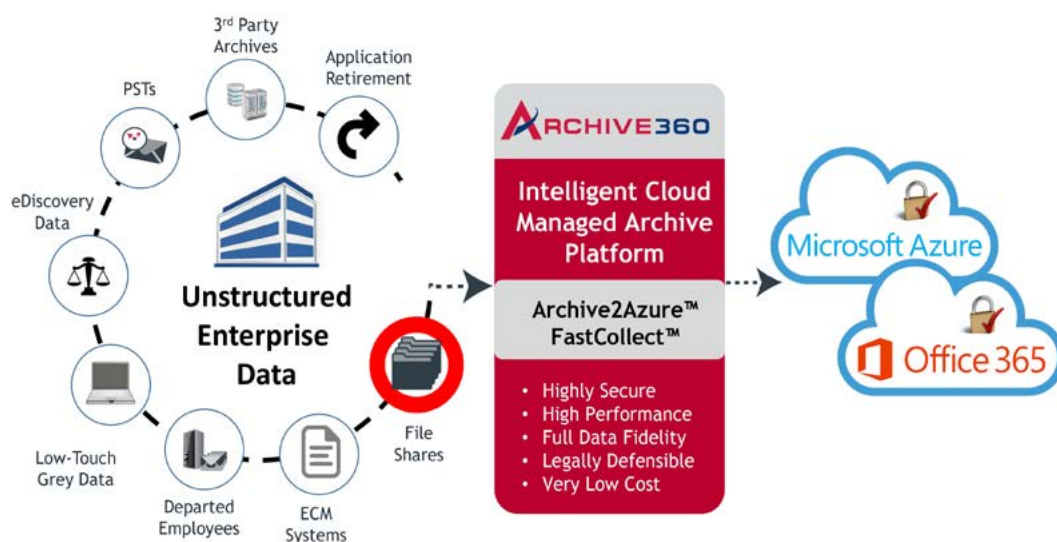 3rd Party
Archives
Application
Retirement
PSTs
eDiscovery
Data
Unstructured
Enterprise
Data
Low-Touch
Grey Data
Departed
Employees
ECM
Systems
File
Shares
ARCHIVE360
Intelligent Cloud
Managed Archive
Platform
Archive2Azure™
FastCollect™
• Highly Secure
• High Performance
• Full Data Fidelity
• Legally Defensible
• Very Low Cost
Microsoft Azure
Office 365